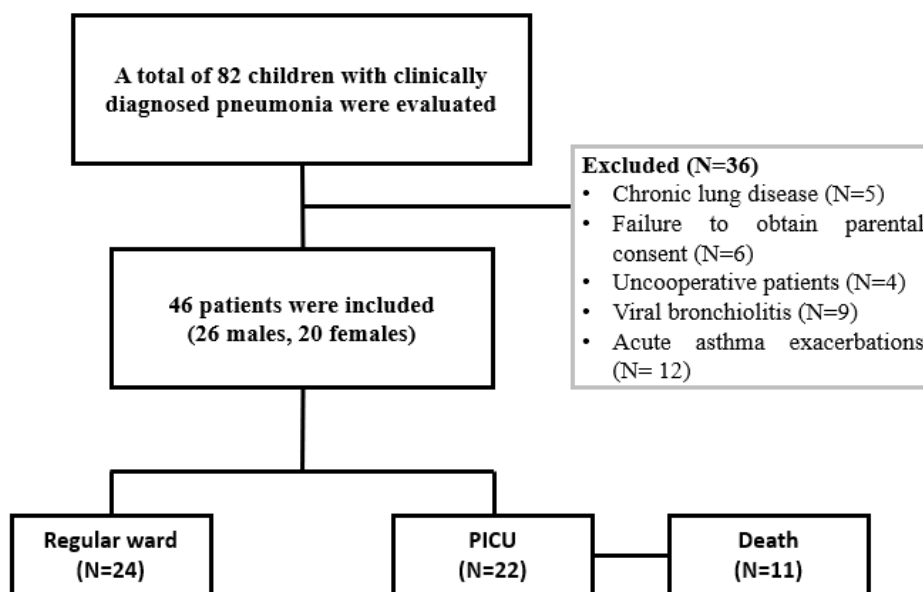 A total of 82 children with clinically
diagnosed pneumonia were evaluated
Excluded (N=36)
• Chronic lung disease (N=5)
• Failure to obtain parental
consent (N=6)
• Uncooperative patients (N=4)
• Viral bronchiolitis (N=9)
• Acute asthma exacerbations
(N= 12)
46 patients were included
(26 males, 20 females)
Regular ward
(N=24)
PICU
(N=22)
Death
(N=11)